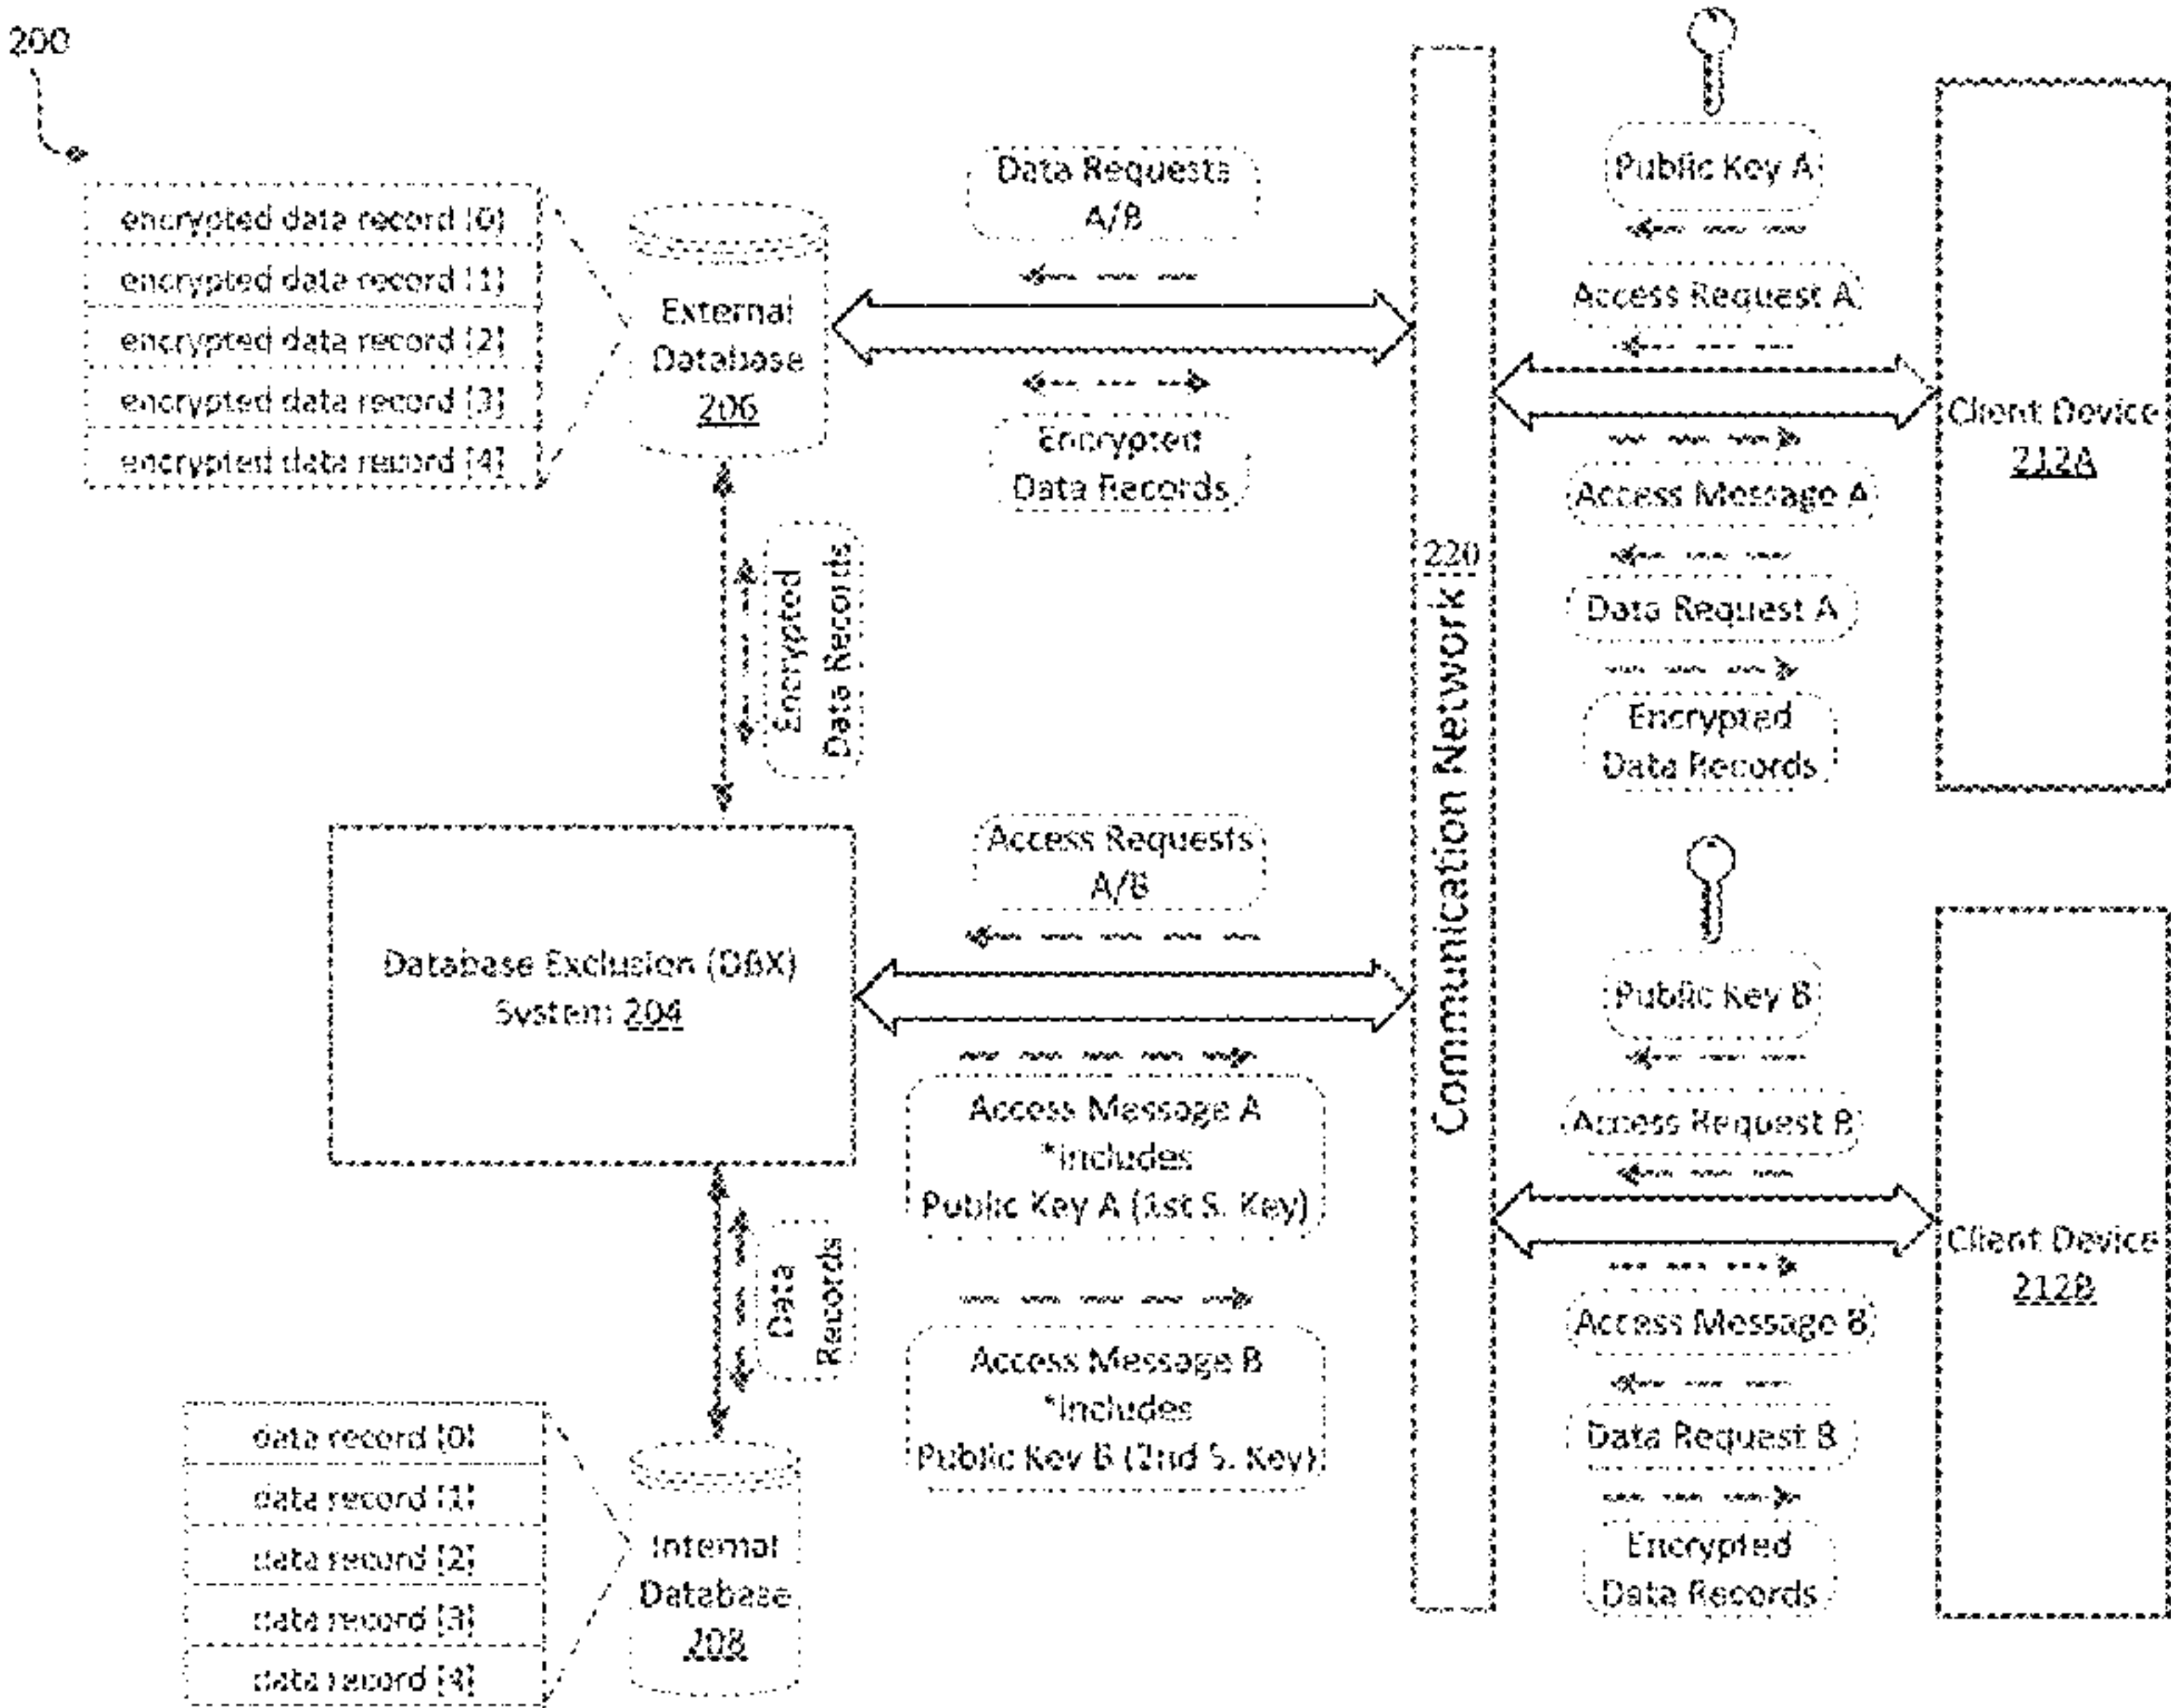 200
encrypted data record [0]
encrypted data record [1]
encrypted data record [2]
encrypted data record [3]
encrypted data record [4]
External
Database
206
Data Requests
A/B
Encrypted
Data Records
Encrypted
Data Records
Database Exclusion (DBX)
System 204
Access Requests
A/B
Access Message A
*includes
Public Key A (1st S. Key)
Access Message B
*includes
Public Key B (2nd S. Key)
Data
Records
data record [0]
data record [1]
data record [2]
data record [3]
data record [4]
Internal
Database
208
220
Communication Network
Public Key A
Access Request A
Access Message A
Data Request A
Encrypted
Data Records
Client Device
212A
Public Key B
Access Request B
Access Message B
Data Request B
Encrypted
Data Records
Client Device
212B